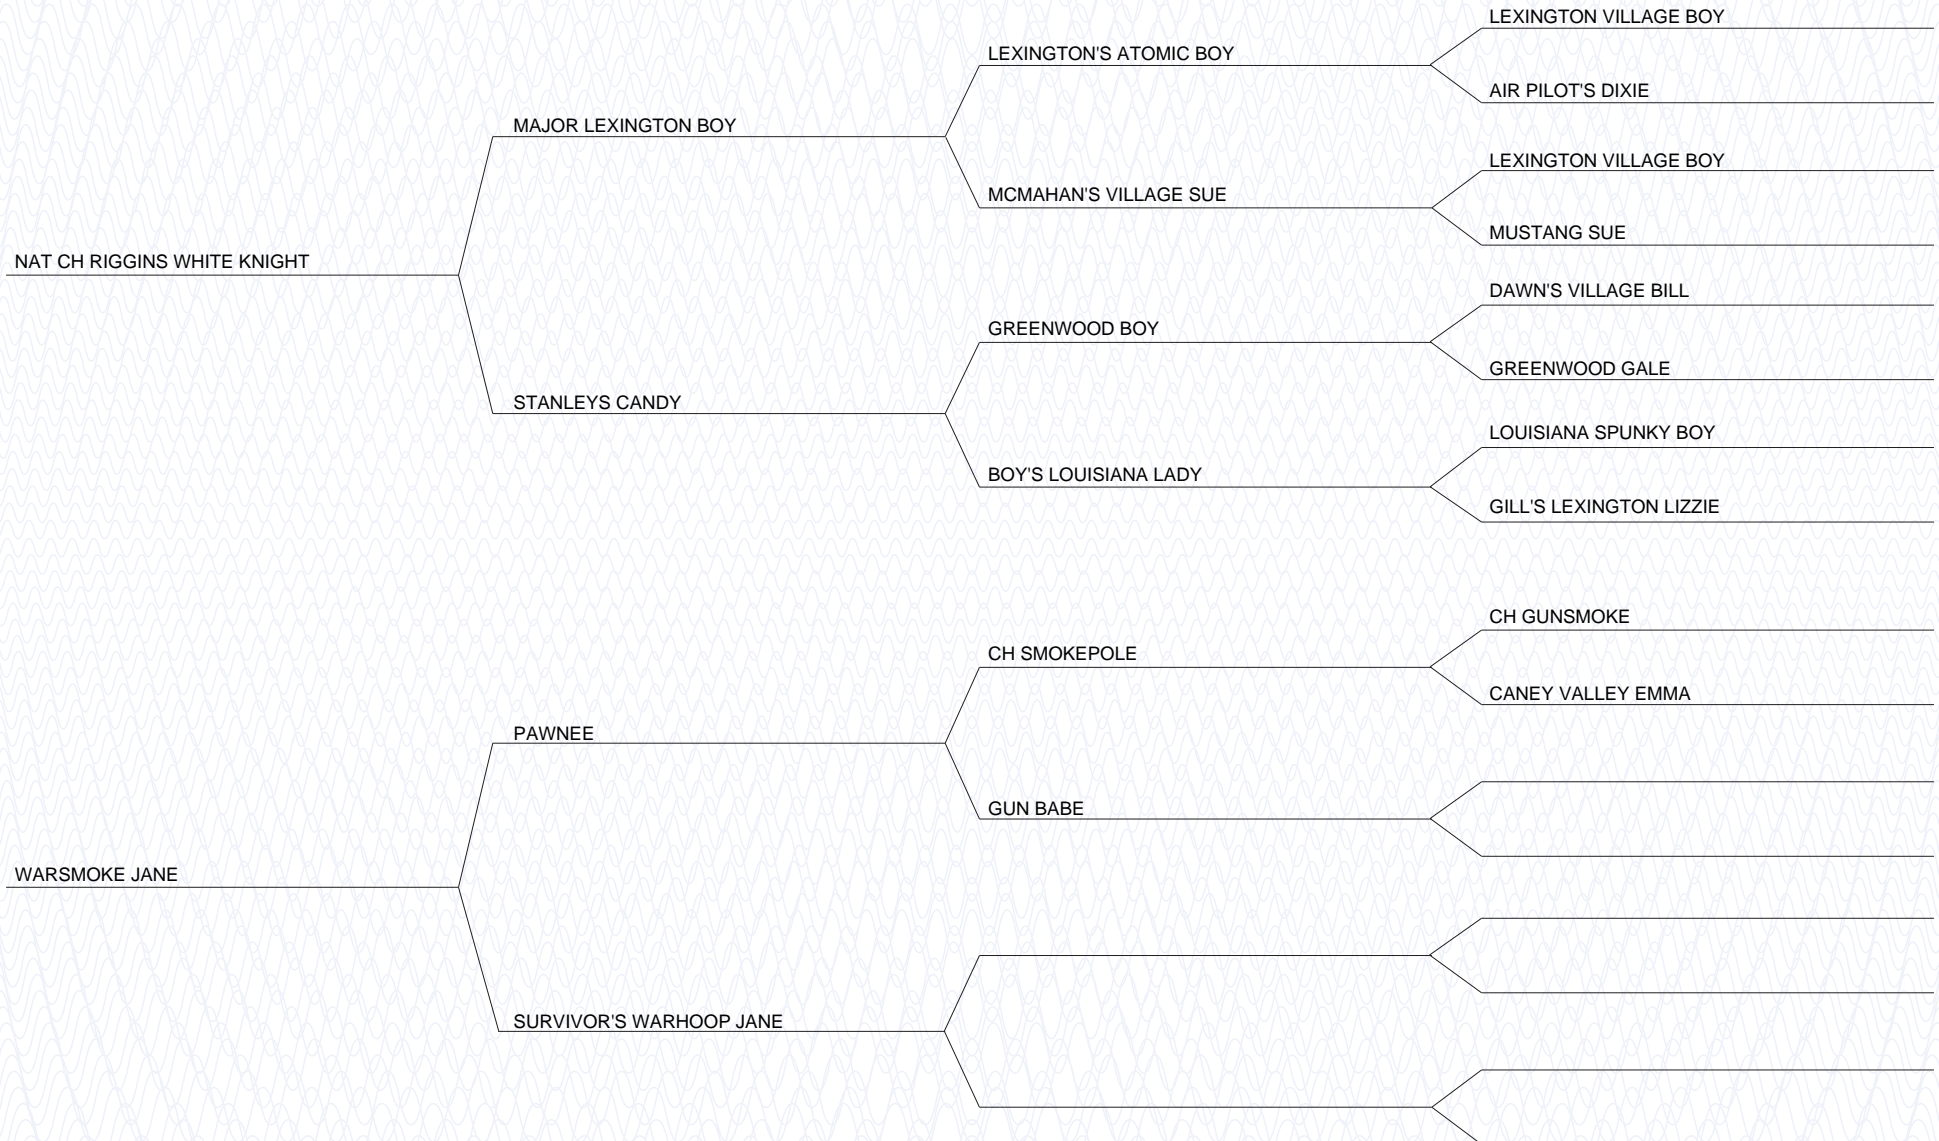 LEXINGTON VILLAGE BOY
LEXINGTON'S ATOMIC BOY
AIR PILOT'S DIXIE
MAJOR LEXINGTON BOY
LEXINGTON VILLAGE BOY
MCMAHAN'S VILLAGE SUE
MUSTANG SUE
NAT CH RIGGINS WHITE KNIGHT
DAWN'S VILLAGE BILL
GREENWOOD BOY
GREENWOOD GALE
STANLEYS CANDY
LOUISIANA SPUNKY BOY
BOY'S LOUISIANA LADY
GILL'S LEXINGTON LIZZIE
CH GUNSMOKE
CH SMOKEPOLE
CANEY VALLEY EMMA
PAWNEE
GUN BABE
WARSMOKE JANE
SURVIVOR'S WARHOOP JANE